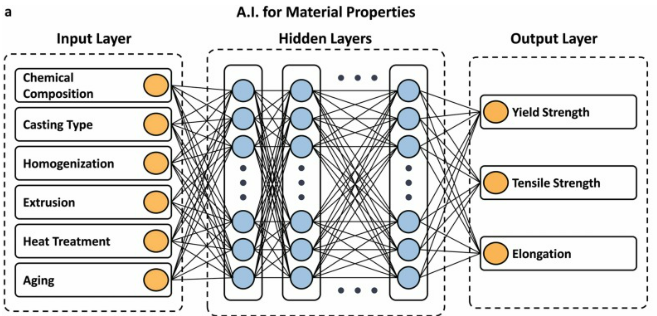 a
A.I. for Material Properties
Input Layer
Hidden Layers
Output Layer
Chemical
Composition
Casting Type
Homogenization
Extrusion
Heat Treatment
Aging
Yield Strength
Tensile Strength
Elongation